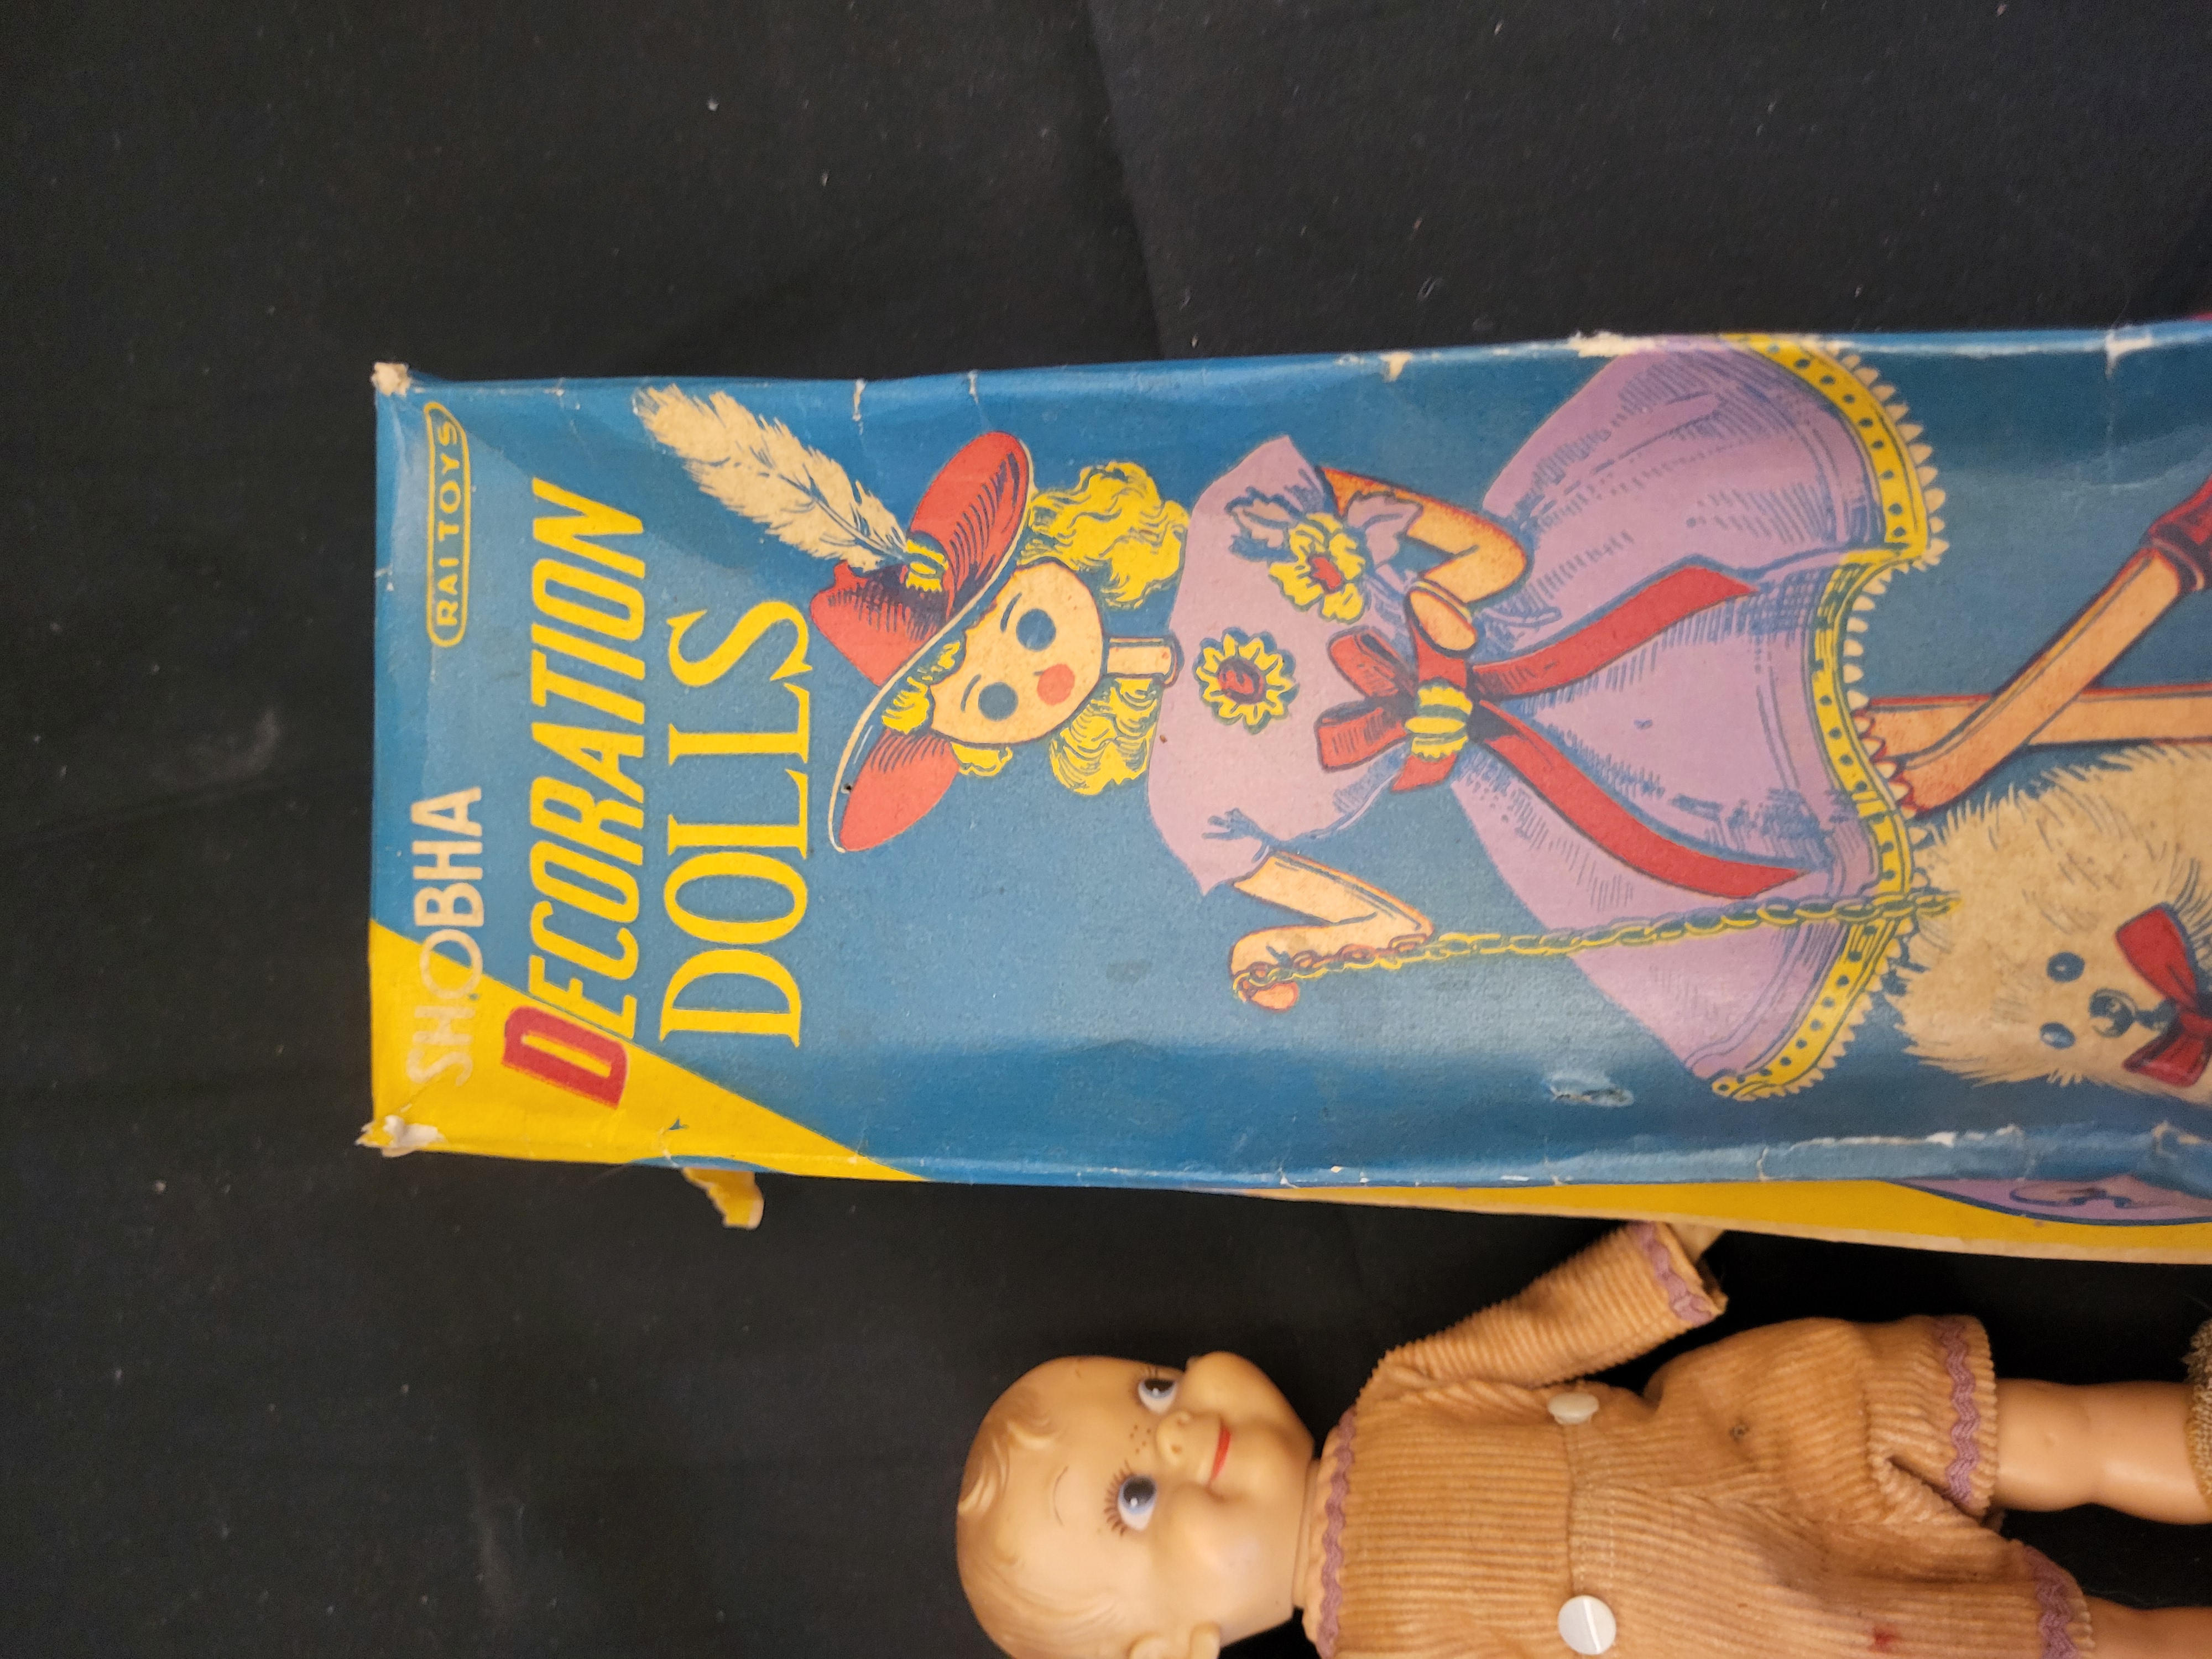 SHOBHA
RAI TOYS
DECORATION
DOLLS